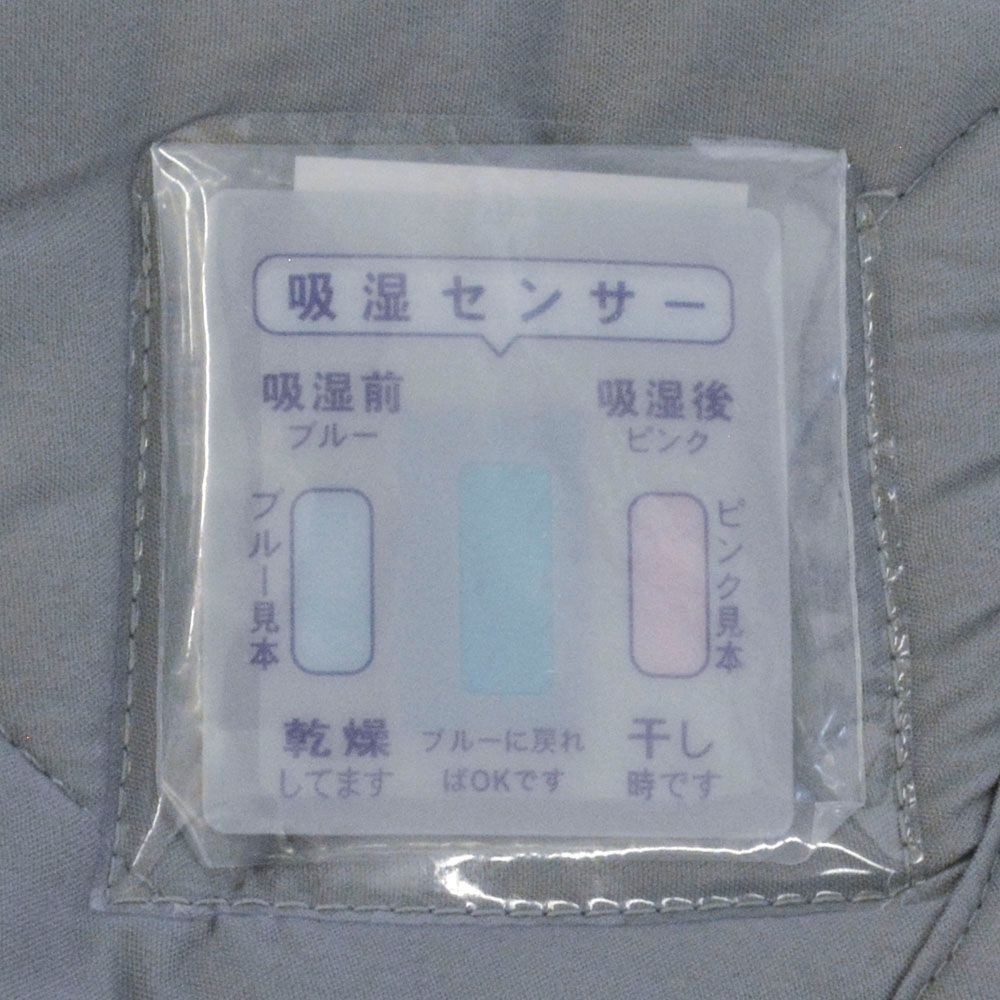 吸湿センサー
吸湿前
ブルー
ブルー見本
乾燥
してます
ブルーに戻れ
ばOKです
吸湿後
ピンク
ピンク見本
干し
時です